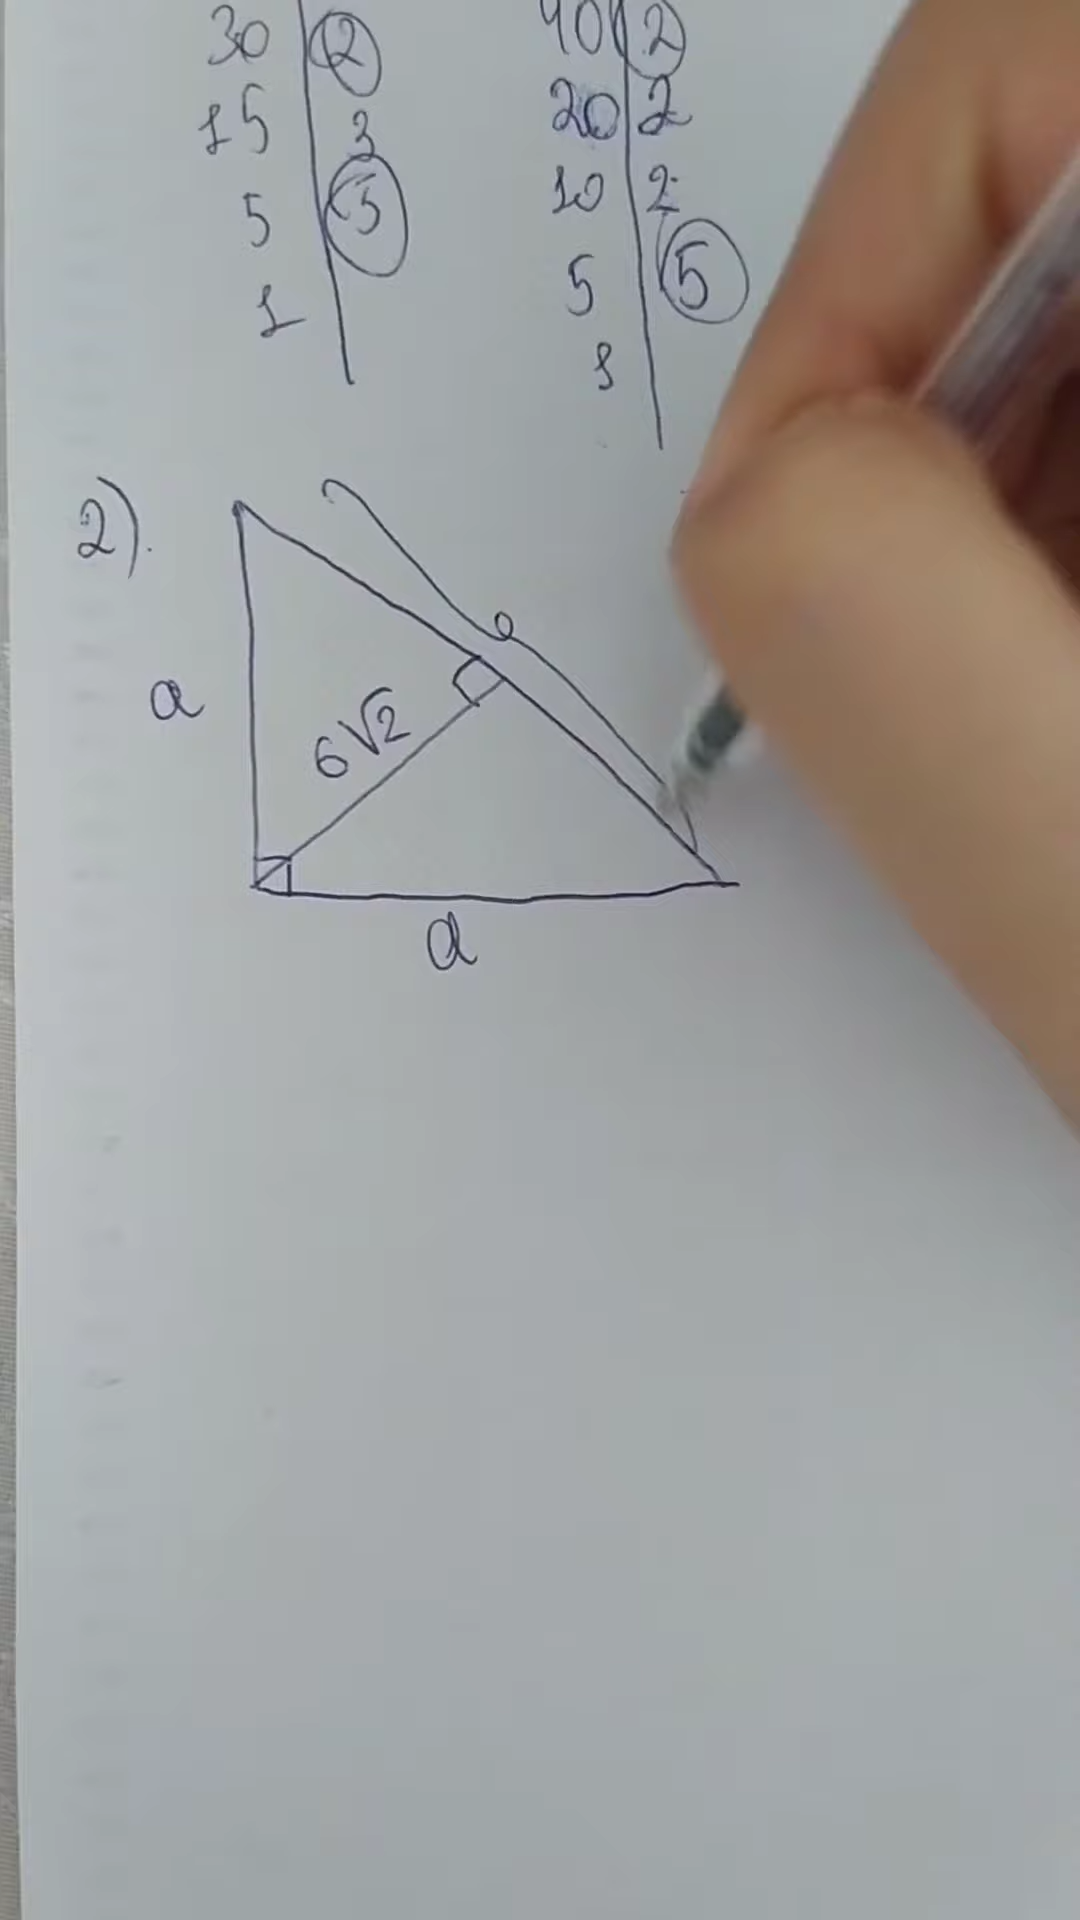 30 | 2 40 | 2
15 | 3 20 | 2
5 | 5 10 | 2
1 5 | 5
1
2).
a
6√2
a